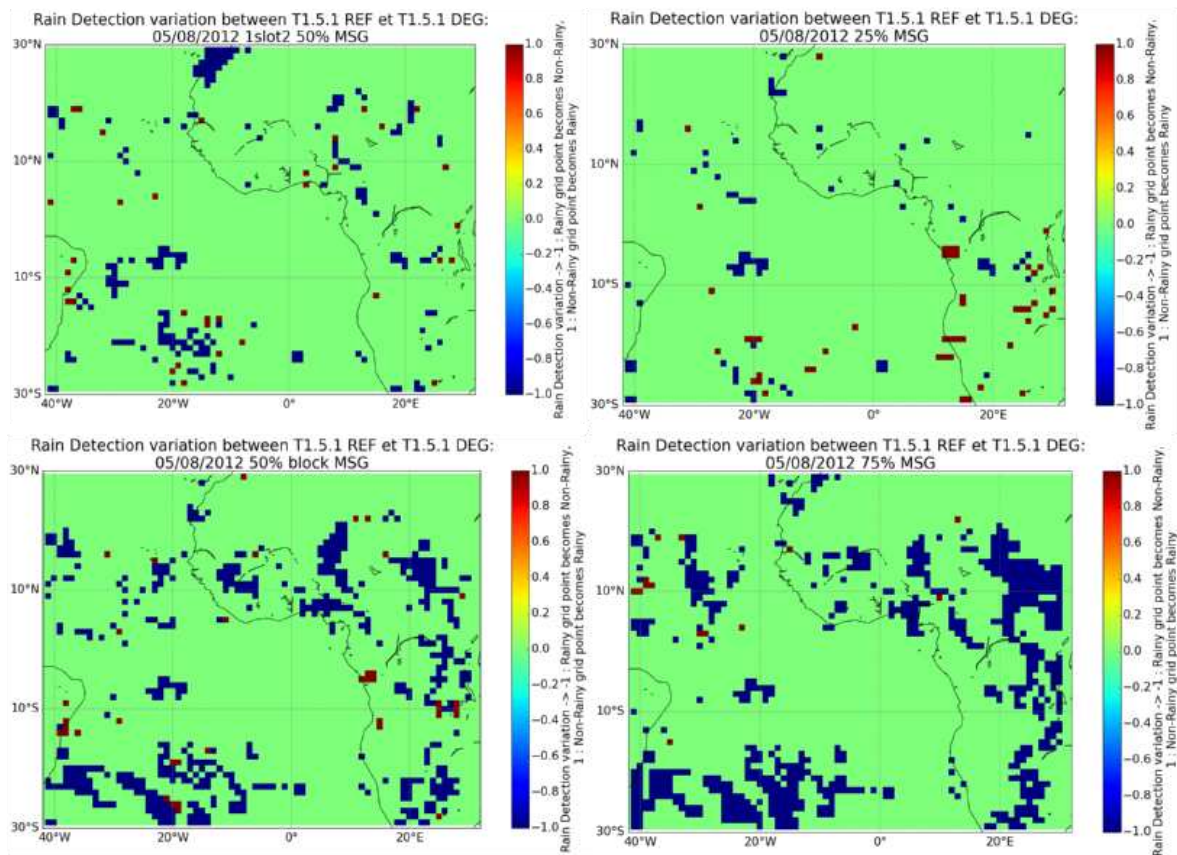 Rain Detection variation between T1.5.1 REF et T1.5.1 DEG:
05/08/2012 1slot2 50% MSG
30°N
10°N
10°S
30°S
40°W
20°W
0°
20°E
1.0
0.8
0.6
0.4
0.2
0.0
−0.2
−0.4
−0.6
−0.8
−1.0
Rain Detection variation -> -1 : Rainy grid point becomes Non-Rainy,
1 : Non-Rainy grid point becomes Rainy
Rain Detection variation between T1.5.1 REF et T1.5.1 DEG:
05/08/2012 25% MSG
30°N
10°N
10°S
30°S
40°W
20°W
0°
20°E
1.0
0.8
0.6
0.4
0.2
0.0
−0.2
−0.4
−0.6
−0.8
−1.0
Rain Detection variation -> -1 : Rainy grid point becomes Non-Rainy,
1 : Non-Rainy grid point becomes Rainy
Rain Detection variation between T1.5.1 REF et T1.5.1 DEG:
05/08/2012 50% block MSG
30°N
10°N
10°S
30°S
40°W
20°W
0°
20°E
1.0
0.8
0.6
0.4
0.2
0.0
−0.2
−0.4
−0.6
−0.8
−1.0
Rain Detection variation -> -1 : Rainy grid point becomes Non-Rainy,
1 : Non-Rainy grid point becomes Rainy
Rain Detection variation between T1.5.1 REF et T1.5.1 DEG:
05/08/2012 75% MSG
30°N
10°N
10°S
30°S
40°W
20°W
0°
20°E
1.0
0.8
0.6
0.4
0.2
0.0
−0.2
−0.4
−0.6
−0.8
−1.0
Rain Detection variation -> -1 : Rainy grid point becomes Non-Rainy,
1 : Non-Rainy grid point becomes Rainy